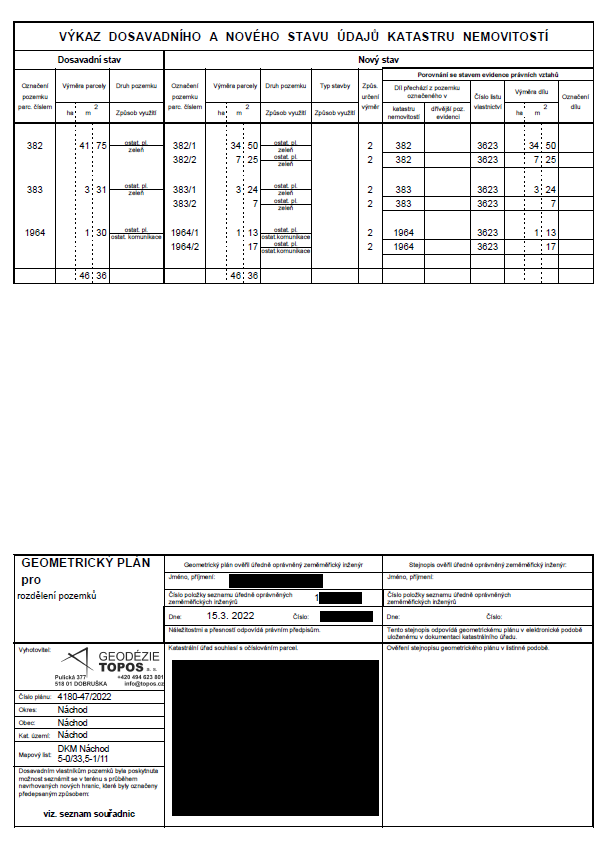 VÝKAZ DOSAVADNÍHO A NOVÉHO STAVU ÚDAJŮ KATASTRU NEMOVITOSTÍ
Dosavadní stav Nový stav
Porovnání se stavem evidence právních vztahů
Označení pozemku parc. číslem Výměra parcely ha m 2 Druh pozemku Způsob využití Označení pozemku parc. číslem Výměra parcely ha m 2 Druh pozemku Způsob využití Typ stavby Způsob využití Způs. určení výměr Díl přechází z pozemku označeného v katastru nemovitostí dřívější poz. evidenci Číslo listu vlastnictví Výměra dílu ha m 2 Označení dílu
382 41 75 ostat. pl. zeleň 382/1 34 50 ostat. pl. zeleň 2 382 3623 34 50
382/2 7 25 ostat. pl. zeleň 2 382 3623 7 25
383 3 31 ostat. pl. zeleň 383/1 3 24 ostat. pl. zeleň 2 383 3623 3 24
383/2 7 ostat. pl. zeleň 2 383 3623 7
1964 1 30 ostat. pl. ostat. komunikace 1964/1 1 13 ostat. pl. ostat.komunikace 2 1964 3623 1 13
1964/2 17 ostat. pl. ostat.komunikace 2 1964 3623 17
46 36 46 36
GEOMETRICKÝ PLÁN
pro
rozdělení pozemků
Geometrický plán ověřil úředně oprávněný zeměměřický inženýr
Jméno, příjmení:
Číslo položky seznamu úředně oprávněných
zeměměřických inženýrů 1
Dne: 15.3. 2022 Číslo:
Náležitostmi a přesností odpovídá právním předpisům.
Stejnopis ověřil úředně oprávněný zeměměřický inženýr:
Jméno, příjmení:
Číslo položky seznamu úředně oprávněných
zeměměřických inženýrů
Dne: Číslo:
Tento stejnopis odpovídá geometrickému plánu v elektronické podobě
uloženému v dokumentaci katastrálního úřadu.
Vyhotovitel:
GEODÉZIE
TOPOS a. s.
Pulická 377 +420 494 623 801
518 01 DOBRUŠKA info@topos.cz
Číslo plánu: 4180-47/2022
Okres: Náchod
Obec: Náchod
Kat. území: Náchod
Mapový list: DKM Náchod
5-0/33,5-1/11
Dosavadním vlastníkům pozemků byla poskytnuta
možnost seznámit se v terénu s průběhem
navrhovaných nových hranic, které byly označeny
předepsaným způsobem:
viz. seznam souřadnic
Katastrální úřad souhlasí s očíslováním parcel.
Ověření stejnopisu geometrického plánu v listinné podobě.